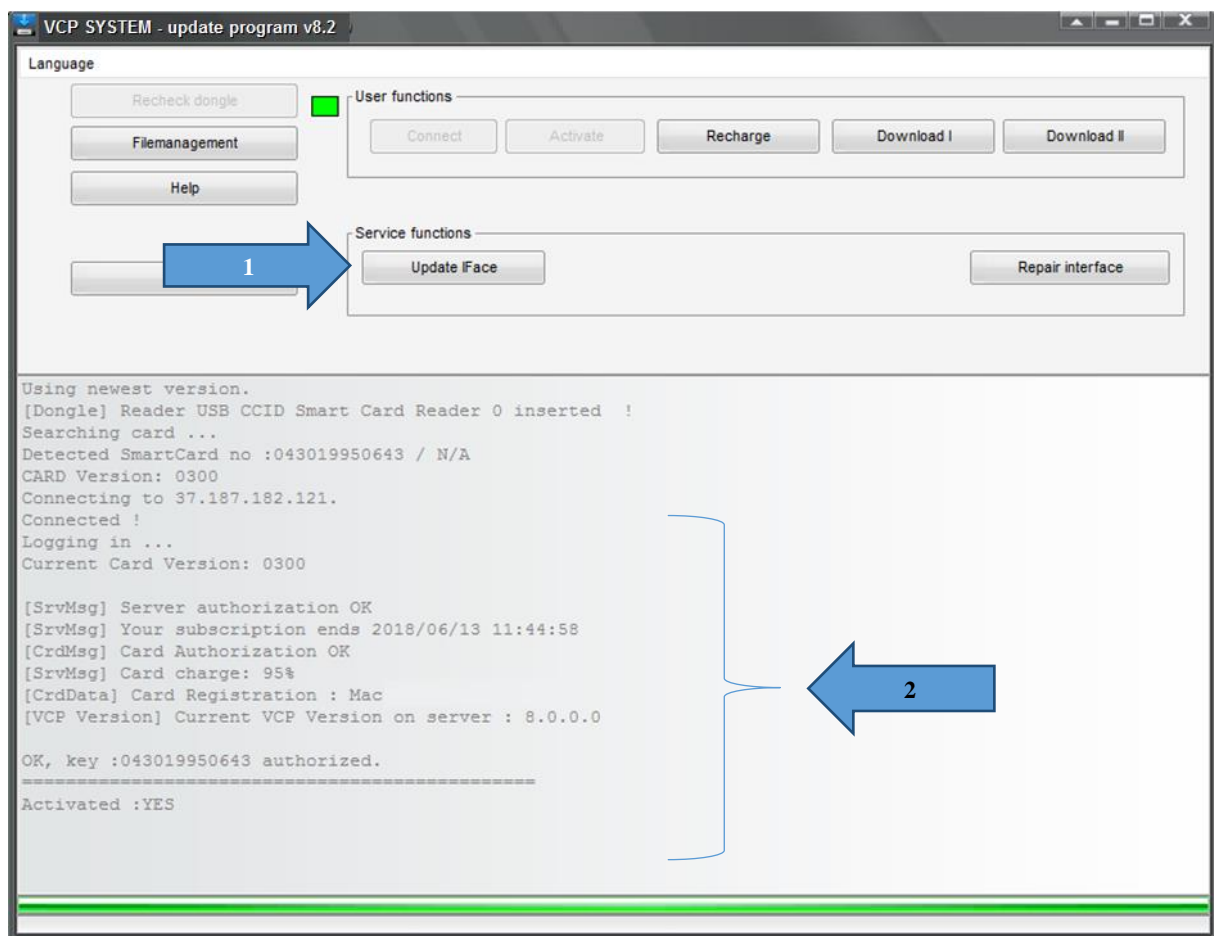 VCP SYSTEM - update program v8.2
Language
Recheck dongle
Filemanagement
Help
User functions
Connect
Activate
Recharge
Download I
Download II
1
Service functions
Update IFace
Repair interface
Using newest version.
[Dongle] Reader USB CCID Smart Card Reader 0 inserted !
Searching card ...
Detected SmartCard no :043019950643 / N/A
CARD Version: 0300
Connecting to 37.187.182.121.
Connected !
Logging in ...
Current Card Version: 0300
[SrvMsg] Server authorization OK
[SrvMsg] Your subscription ends 2018/06/13 11:44:58
[CrdMsg] Card Authorization OK
[SrvMsg] Card charge: 95%
[CrdData] Card Registration : Mac
[VCP Version] Current VCP Version on server : 8.0.0.0
OK, key :043019950643 authorized.
===============================================
Activated :YES
2